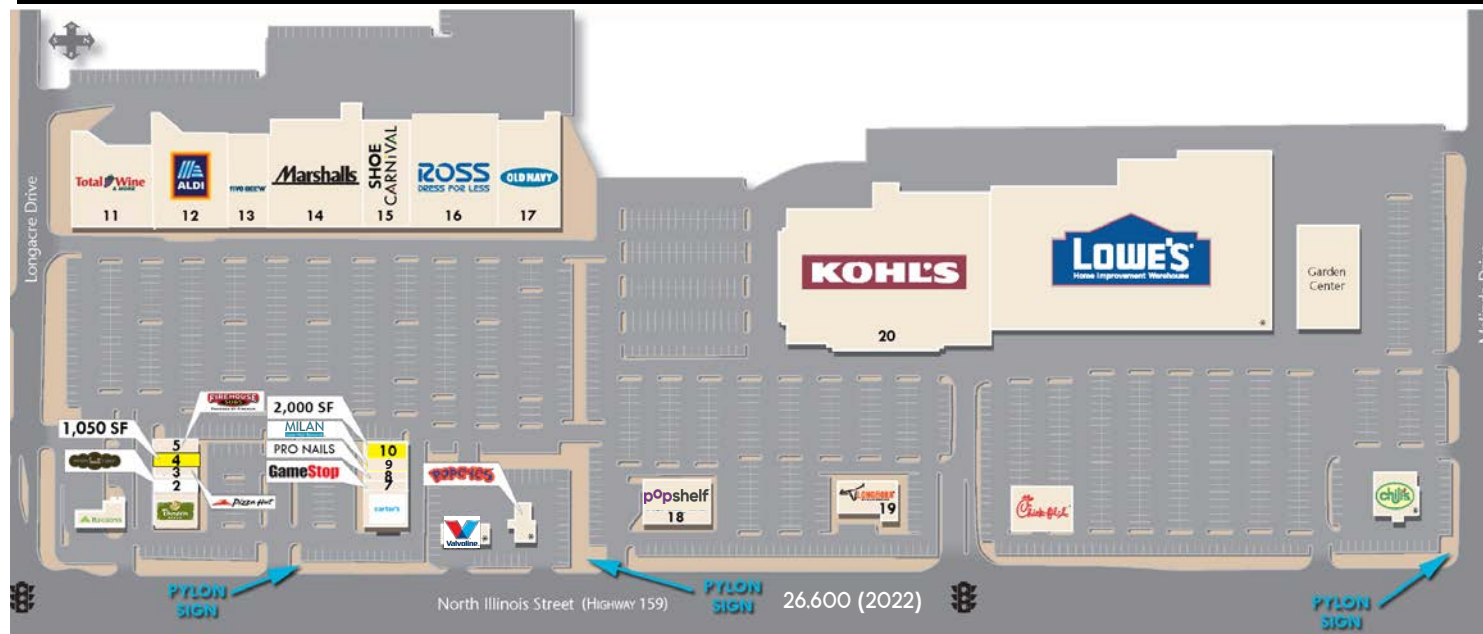 S
N
E
Longacre Drive
Total Wine
& MORE
11
ALDI
12
FIVE BELOW
13
Marshalls
14
SHOE
CARNIVAL
15
ROSS
DRESS FOR LESS
16
OLD NAVY
17
KOHL'S
20
LOWE'S
Home Improvement Warehouse
Garden
Center
FIREHOUSE
SUBS
1,050 SF
5
4
3
2
Panera
Pizza Hut
REGIONS
2,000 SF
MILAN
PRO NAILS
GameStop
10
9
8
7
carter's
POPEYES
Valvoline
popshelf
18
LONGHORN
19
Chick-fil-A
chili's
PYLON
SIGN
PYLON
SIGN
PYLON
SIGN
North Illinois Street (HIGHWAY 159)
26.600 (2022)